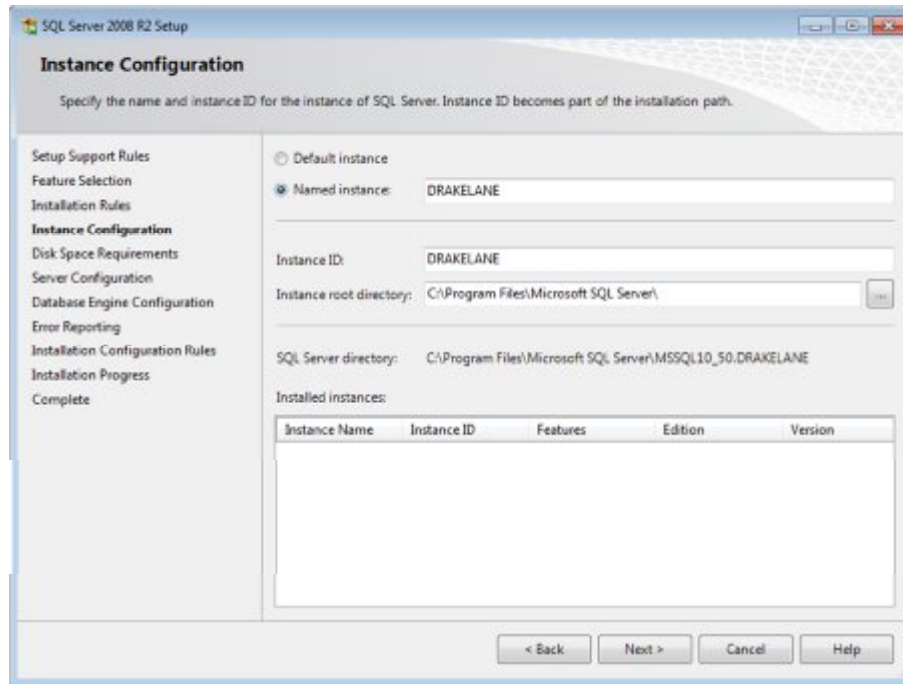 SQL Server 2008 R2 Setup
Instance Configuration
Specify the name and instance ID for the instance of SQL Server. Instance ID becomes part of the installation path.
Setup Support Rules
Feature Selection
Installation Rules
Instance Configuration
Disk Space Requirements
Server Configuration
Database Engine Configuration
Error Reporting
Installation Configuration Rules
Installation Progress
Complete
Default instance
Named instance: DRAKELANE
Instance ID: DRAKELANE
Instance root directory: C:\Program Files\Microsoft SQL Server\ ...
SQL Server directory: C:\Program Files\Microsoft SQL Server\MSSQL10_50.DRAKELANE
Installed instances:
Instance Name Instance ID Features Edition Version
< Back Next > Cancel Help